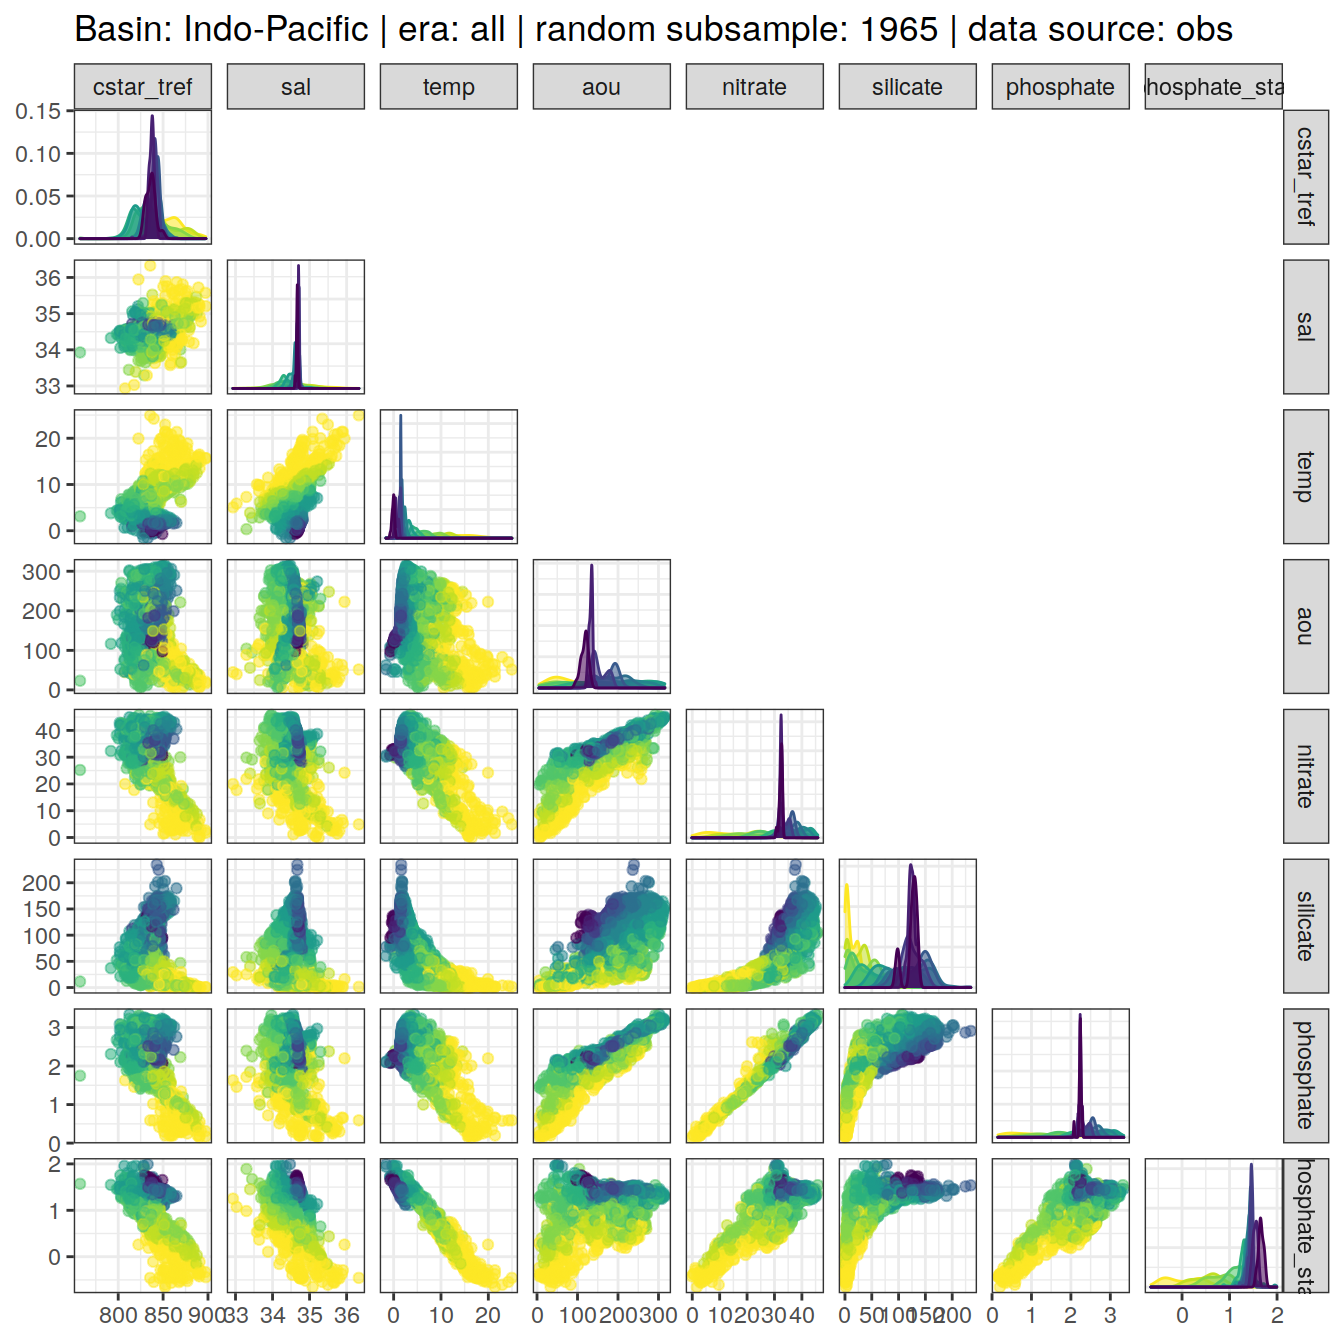 Basin: Indo-Pacific | era: all | random subsample: 1965 | data source: obs
cstar_tref sal temp aou nitrate silicate phosphate hosphate_sta
0.15
0.10
0.05
0.00
cstar_tref
36
35
34
33
sal
20
10
0
temp
300
200
100
0
aou
40
30
20
10
0
nitrate
200
150
100
50
0
silicate
3
2
1
0
phosphate
2
1
0
hosphate_sta
800 850 900 33 34 35 36 0 10 20 0 100 200 300 0 10 20 30 40 0 50 100 150 200 0 1 2 3 0 1 2